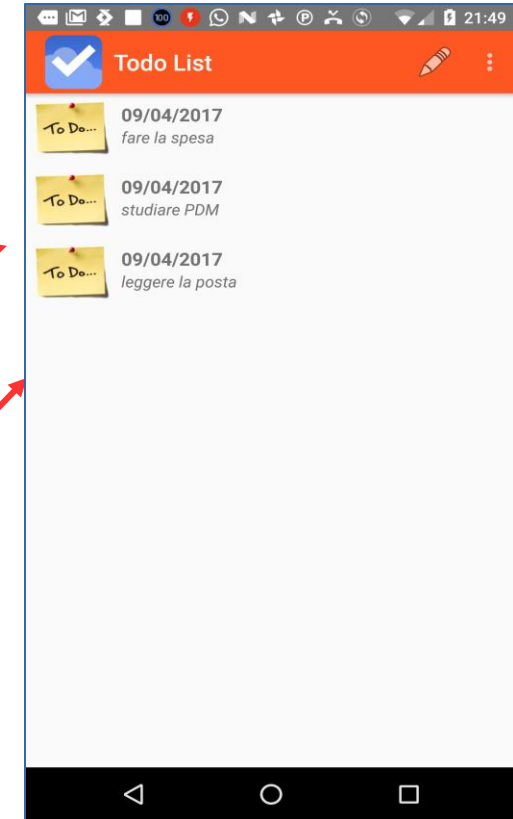 100
21:49
Todo List
To Do...
09/04/2017
fare la spesa
To Do...
09/04/2017
studiare PDM
To Do...
09/04/2017
leggere la posta